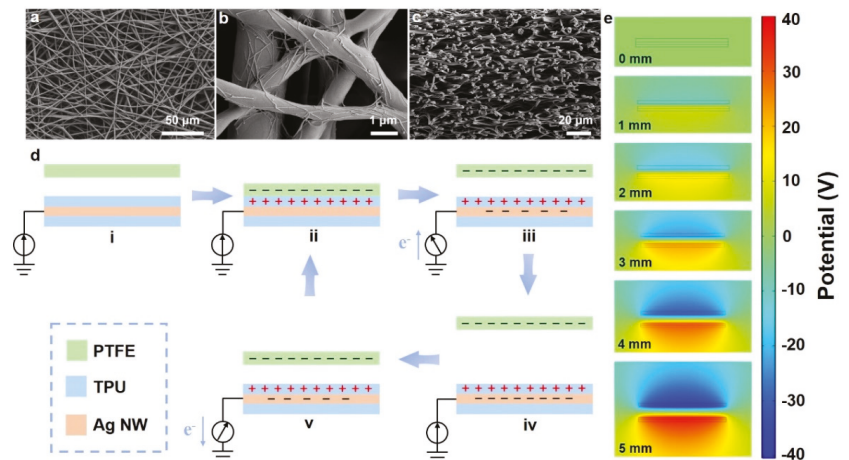 a
b
c
50 μm
1 μm
20 μm
d
i
ii
iii
e⁻
PTFE
TPU
Ag NW
e⁻
v
iv
e
0 mm
1 mm
2 mm
3 mm
4 mm
5 mm
40
30
20
10
0
-10
-20
-30
-40
Potential (V)